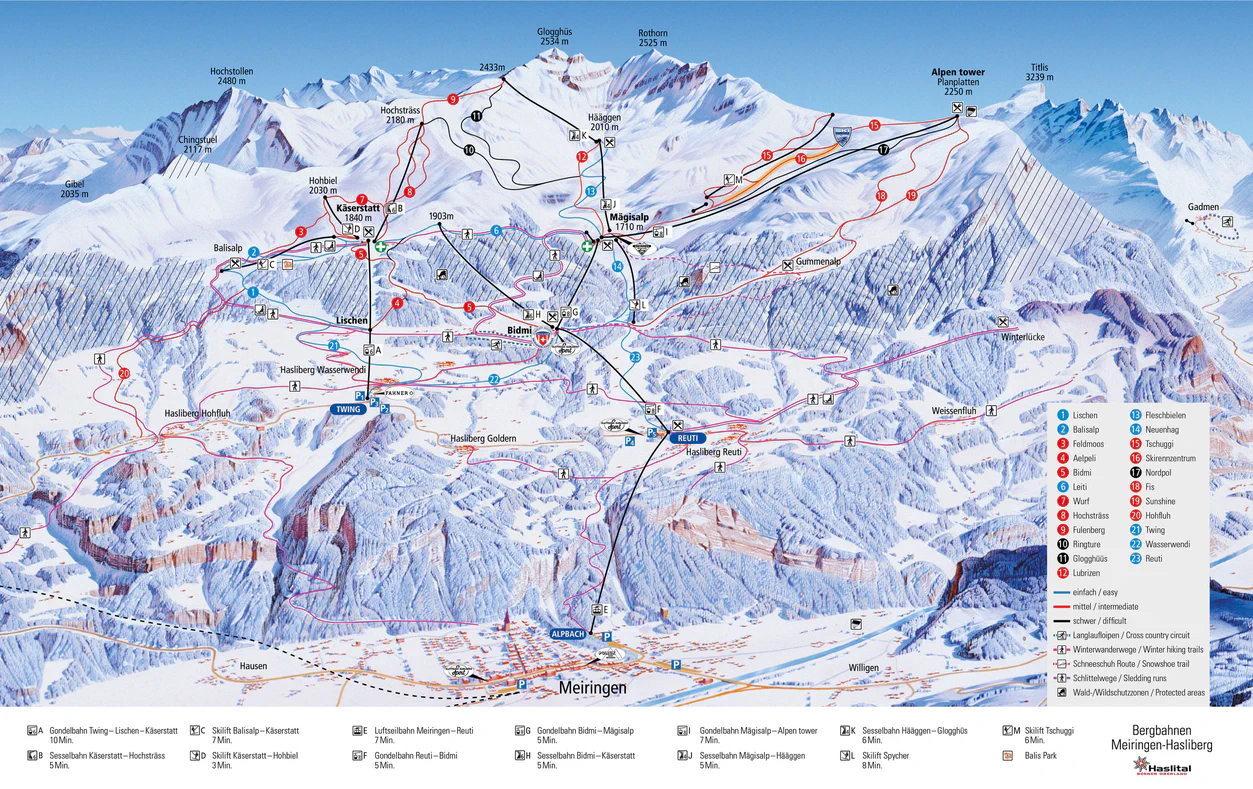 Glogghüs
2534 m
Rothorn
2525 m
Hochstollen
2480 m
2433m
Alpen tower
Planplatten
2250 m
Titlis
3239 m
Hochsträss
2180 m
Hääggen
2010 m
Chingstuel
2117 m
Gibel
2035 m
Hohbiel
2030 m
Käserstatt
1840 m
1903m
Mägisalp
1710 m
Gadmen
Balisalp
Gummenalp
Lischen
Bidmi
Winterlücke
Hasliberg Wasserwendi
TWING
Hasliberg Hohfluh
Hasliberg Goldern
REUTI
Hasliberg Reuti
Weissenfluh
ALPBACH
Hausen
Meiringen
Willigen
9
11
K
10
12
13
J
15
15
16
17
M
18
19
8
7
B
D
3
2
C
5
6
I
14
1
4
5
H
G
L
21
A
20
22
23
F
P1
P1
P2
P2
E
P
P
P
1 Lischen
2 Balisalp
3 Feldmoos
4 Aelpeli
5 Bidmi
6 Leiti
7 Wurf
8 Hochsträss
9 Fulenberg
10 Ringture
11 Glogghüüs
12 Lubrizen
13 Fleschbielen
14 Neuenhag
15 Tschuggi
16 Skirennzentrum
17 Nordpol
18 Fis
19 Sunshine
20 Hohfluh
21 Twing
22 Wasserwendi
23 Reuti
einfach / easy
mittel / intermediate
schwer / difficult
Langlaufloipen / Cross country circuit
Winterwanderwege / Winter hiking trails
Schneeschuh Route / Snowshoe trail
Schlittelwege / Sledding runs
Wald-/Wildschutzzonen / Protected areas
A Gondelbahn Twing–Lischen–Käserstatt
10 Min.
B Sesselbahn Käserstatt–Hochsträss
5 Min.
C Skilift Balisalp–Käserstatt
7 Min.
D Skilift Käserstatt–Hohbiel
3 Min.
E Luftseilbahn Meiringen–Reuti
7 Min.
F Gondelbahn Reuti–Bidmi
5 Min.
G Gondelbahn Bidmi–Mägisalp
5 Min.
H Sesselbahn Bidmi–Käserstatt
5 Min.
I Gondelbahn Mägisalp–Alpen tower
7 Min.
J Sesselbahn Mägisalp–Hääggen
5 Min.
K Sesselbahn Hääggen–Glogghüs
6 Min.
L Skilift Spycher
8 Min.
M Skilift Tschuggi
6 Min.
Balis Park
Bergbahnen
Meiringen-Hasliberg
Haslital
BERNER OBERLAND